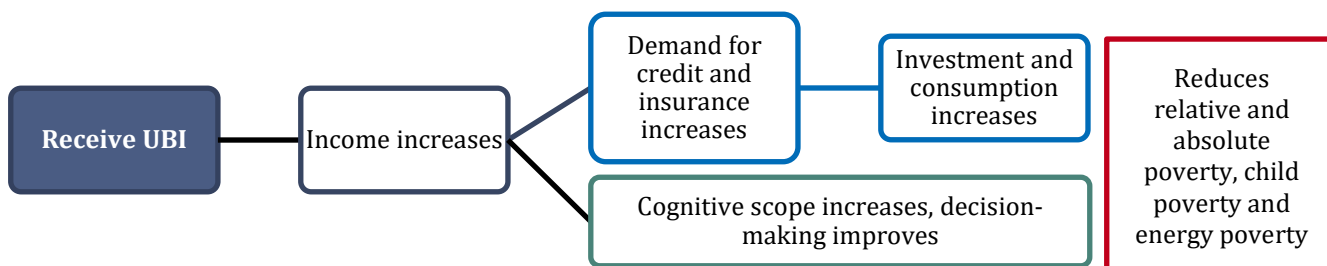 Receive UBI
Income increases
Demand for
credit and
insurance
increases
Investment and
consumption
increases
Cognitive scope increases, decision-
making improves
Reduces
relative and
absolute
poverty, child
poverty and
energy poverty